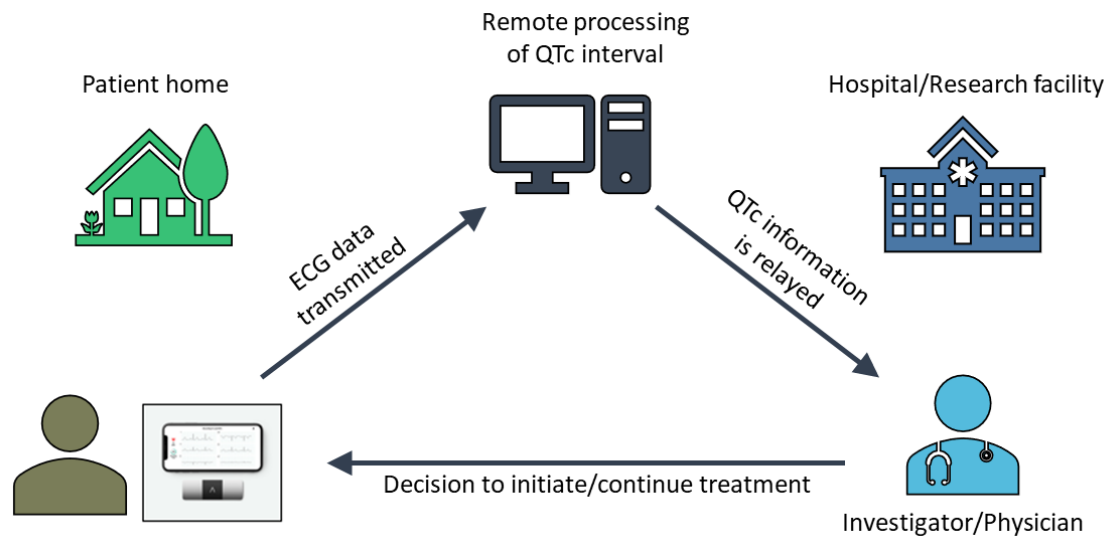 Remote processing
of QTc interval
Patient home
Hospital/Research facility
ECG data
transmitted
QTc information
is relayed
Decision to initiate/continue treatment
Investigator/Physician